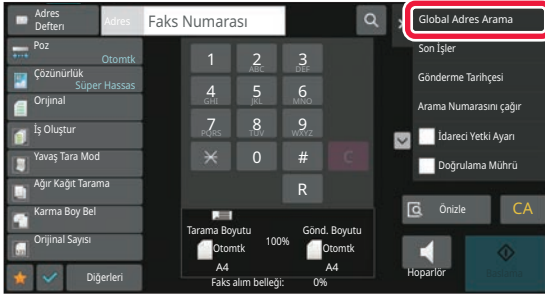 Adres
Defteri
Adres
Faks Numarası
Global Adres Arama
Poz
Otomtk
Çözünürlük
Süper Hassas
Orijinal
İş Oluştur
Yavaş Tara Mod
Ağır Kağıt Tarama
Karma Boy Bel
Orijinal Sayısı
Diğerleri
1
2
ABC
3
DEF
4
GHI
5
JKL
6
MNO
7
PQRS
8
TUV
9
WXYZ
0
#
C
R
Tarama Boyutu
Otomtk
A4
100%
Gönd. Boyutu
Otomtk
A4
Faks alım belleği: 0%
Son İşler
Gönderme Tarihçesi
Arama Numarasını çağır
İdareci Yetki Ayarı
Doğrulama Mührü
Önizle
CA
Hoparlör